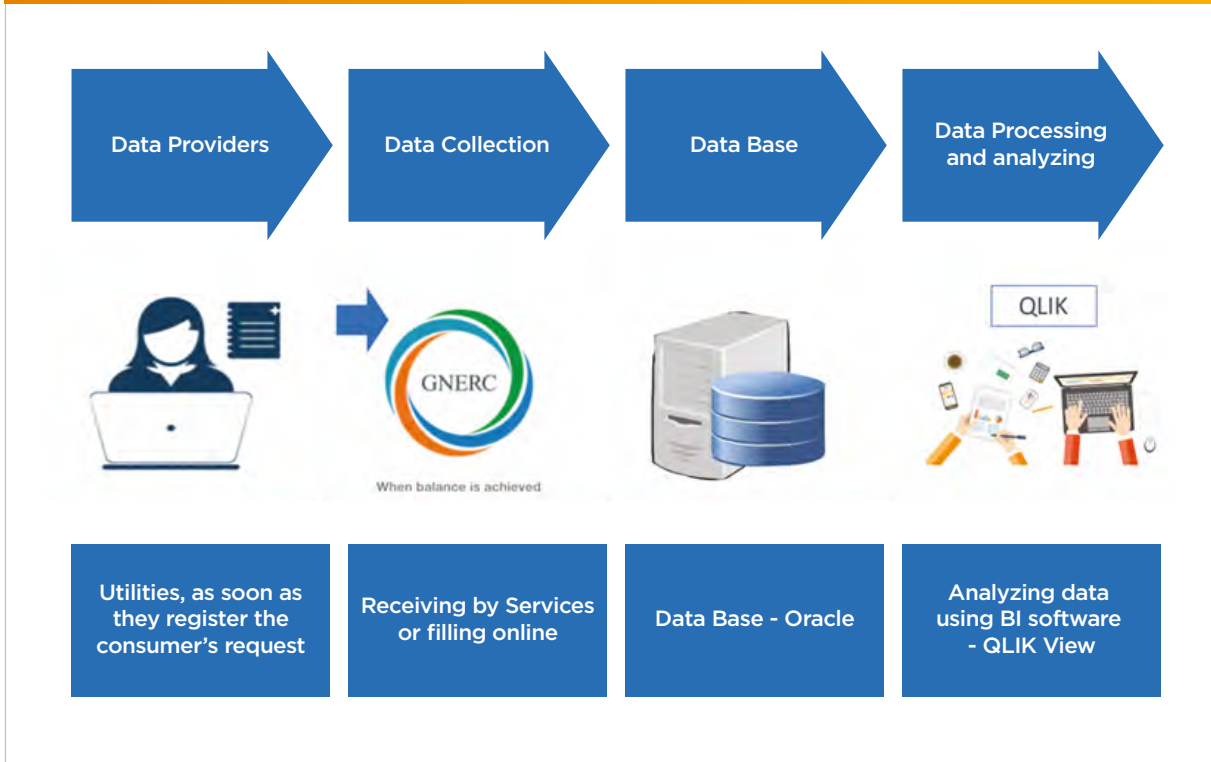 Data Providers
Data Collection
Data Base
Data Processing
and analyzing
GNERC
When balance is achieved
QLIK
Utilities, as soon as
they register the
consumer's request
Receiving by Services
or filling online
Data Base - Oracle
Analyzing data
using BI software
- QLIK View